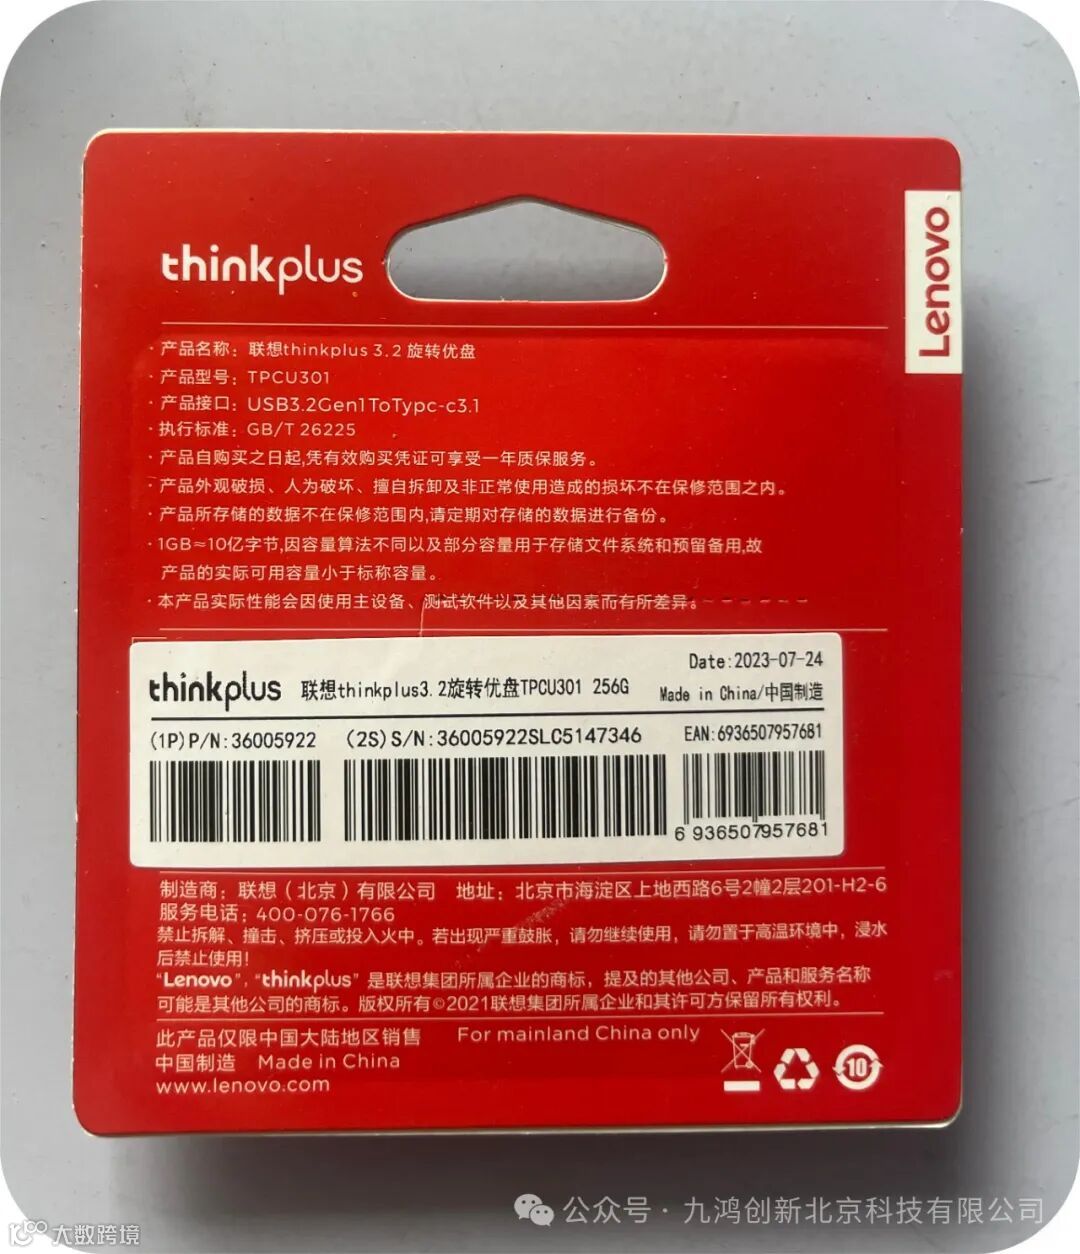 thinkplus
Lenovo
· 产品名称：联想thinkplus 3.2 旋转优盘
· 产品型号：TPCU301
· 产品接口：USB3.2Gen1ToTypc-c3.1
· 执行标准：GB/T 26225
· 产品自购买之日起,凭有效购买凭证可享受一年质保服务。
· 产品外观破损、人为破坏、擅自拆卸及非正常使用造成的损坏不在保修范围之内。
· 产品所存储的数据不在保修范围内,请定期对存储的数据进行备份。
· 1GB≈10亿字节,因容量算法不同以及部分容量用于存储文件系统和预留备用,故
产品的实际可用容量小于标称容量。
· 本产品实际性能会因使用主设备、测试软件以及其他因素而有所差异。
Date:2023-07-24
thinkplus 联想thinkplus3.2旋转优盘TPCU301 256G Made in China/中国制造
(1P)P/N:36005922 (2S)S/N:36005922SLC5147346 EAN:6936507957681
6 936507957681
制造商：联想（北京）有限公司 地址：北京市海淀区上地西路6号2幢2层201-H2-6
服务电话：400-076-1766
禁止拆解、撞击、挤压或投入火中。若出现严重鼓胀，请勿继续使用，请勿置于高温环境中，浸水
后禁止使用！
“Lenovo”，“thinkplus” 是联想集团所属企业的商标，提及的其他公司、产品和服务名称
可能是其他公司的商标。版权所有©2021联想集团所属企业和其许可方保留所有权利。
此产品仅限中国大陆地区销售 For mainland China only
中国制造 Made in China
www.lenovo.com
10
公众号 · 九鸿创新北京科技有限公司
10100 大数跨境